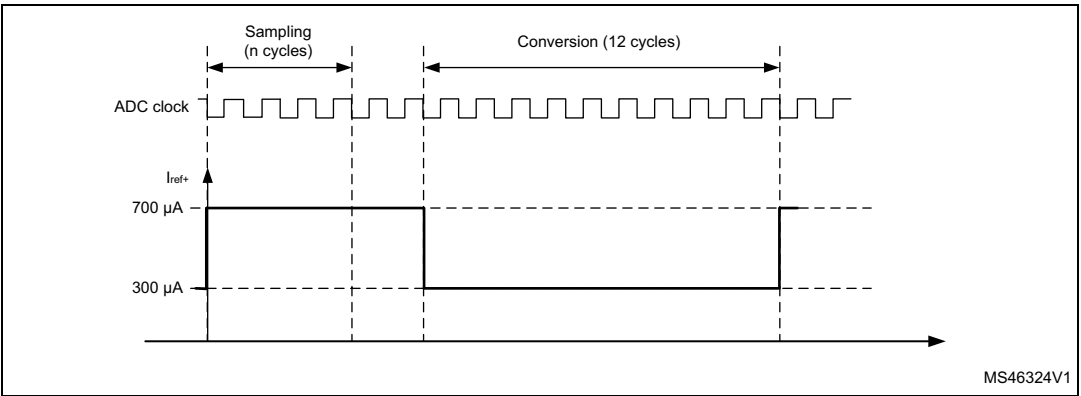 Sampling
(n cycles)
Conversion (12 cycles)
ADC clock
Iref+
700 µA
300 µA
MS46324V1